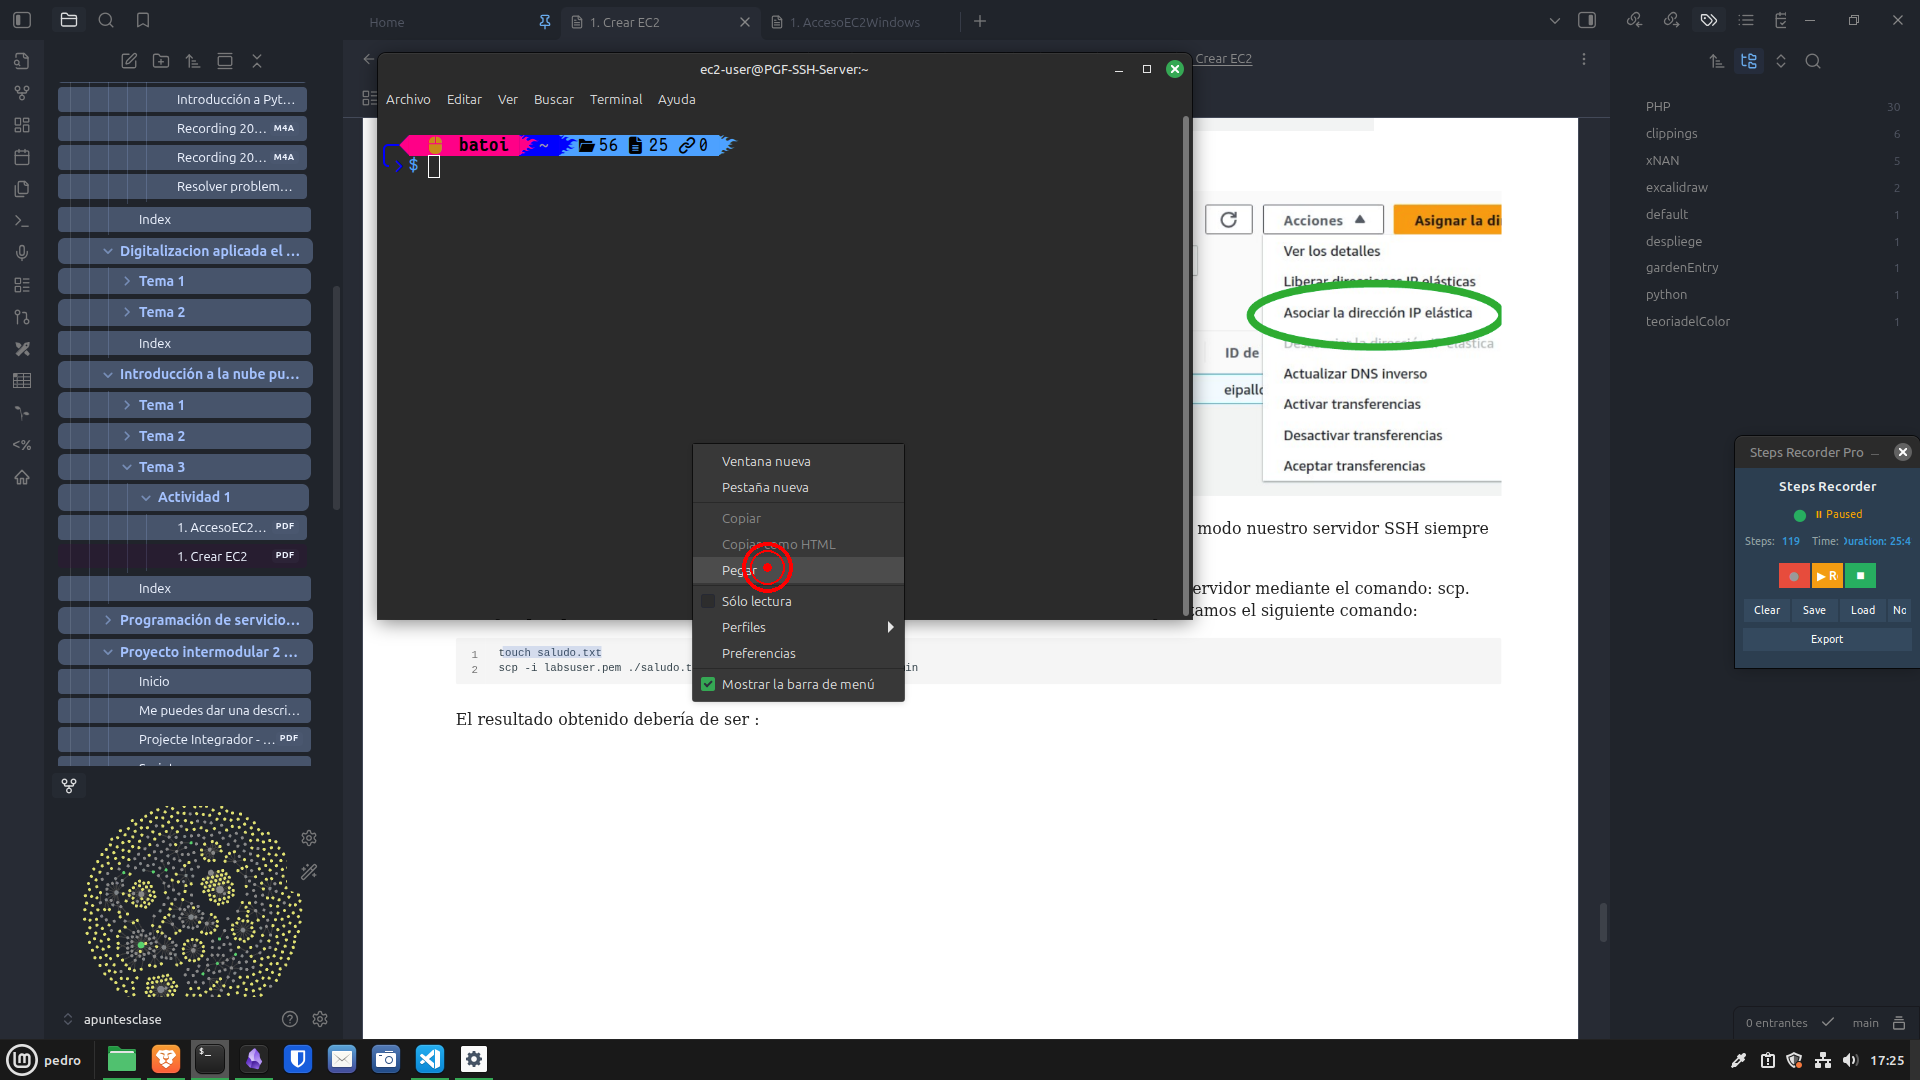 Home
1. Crear EC2
1. AccesoEC2Windows
Introducción a Pyt...
Recording 20... M4A
Recording 20... M4A
Resolver problem...
Index
Digitalizacion aplicada el ...
Tema 1
Tema 2
Index
Introducción a la nube pu...
Tema 1
Tema 2
Tema 3
Actividad 1
1. AccesoEC2... PDF
1. Crear EC2 PDF
Index
Programación de servicio...
Proyecto intermodular 2 ...
Inicio
Me puedes dar una descri...
Projecte Integrador - ... PDF
apuntesclase
ec2-user@PGF-SSH-Server:~
Archivo Editar Ver Buscar Terminal Ayuda
batoi ~ 56 25 0
$
Ventana nueva
Pestaña nueva
Copiar
Copiar como HTML
Pegar
Sólo lectura
Perfiles
Preferencias
Mostrar la barra de menú
Crear EC2
Acciones
Asignar la di
Ver los detalles
Liberar direcciones IP elásticas
Asociar la dirección IP elástica
ID de
eipallo
Actualizar DNS inverso
Activar transferencias
Desactivar transferencias
Aceptar transferencias
modo nuestro servidor SSH siempre
ervidor mediante el comando: scp.
tamos el siguiente comando:
1 touch saludo.txt
2 scp -i labsuser.pem ./saludo.t in
El resultado obtenido debería de ser :
PHP 30
clippings 6
xNAN 5
excalidraw 2
default 1
despliege 1
gardenEntry 1
python 1
teoriadelColor 1
Steps Recorder Pro
Steps Recorder
Paused
Steps: 119 Time: Duration: 25:4
R
Clear Save Load No
Export
0 entrantes main
pedro
17:25